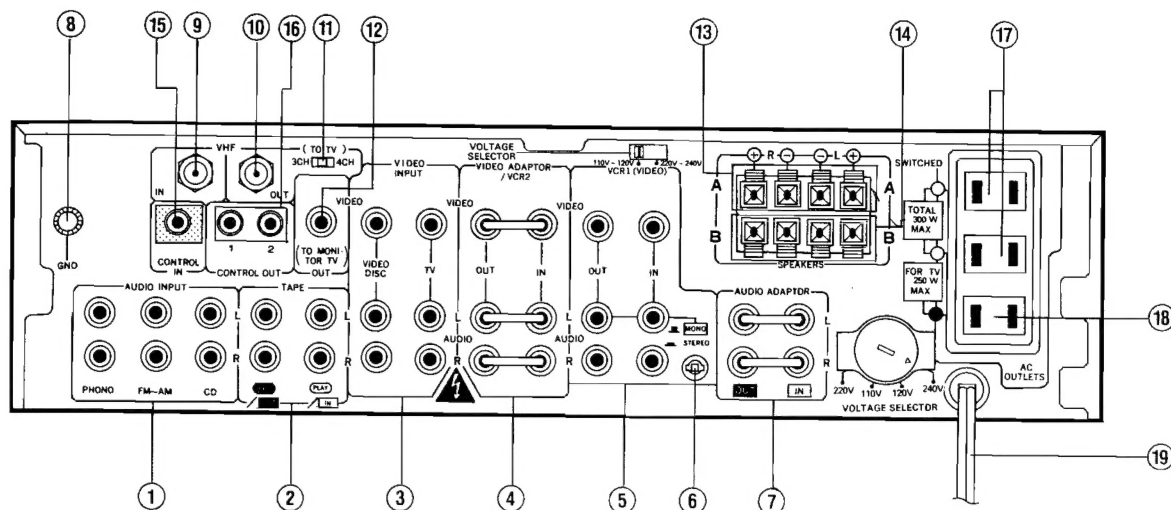 8 15 9 10 16 11 12 13 14 17
VHF
( TO TV )
3CH 4CH
IN
OUT
VIDEO INPUT
VOLTAGE SELECTOR
110V - 120V 220V - 240V
VIDEO ADAPTOR / VCR2
VCR1 (VIDEO)
R L
A A
B B
SPEAKERS
SWITCHED
TOTAL 300 W MAX
FOR TV 250 W MAX
AC OUTLETS
GND
CONTROL IN
1 2
CONTROL OUT
VIDEO
(TO MONI-
TOR TV)
OUT
VIDEO DISC
TV
VIDEO
OUT
IN
VIDEO
OUT
IN
AUDIO INPUT
TAPE
L
R
PHONO FM-AM CD
PLAY
IN
L
R
L
AUDIO R
L
AUDIO R
MONO
STEREO
AUDIO ADAPTOR
L
R
OUT IN
220V 110V 120V 240V
VOLTAGE SELECTOR
18
19
1 2 3 4 5 6 7